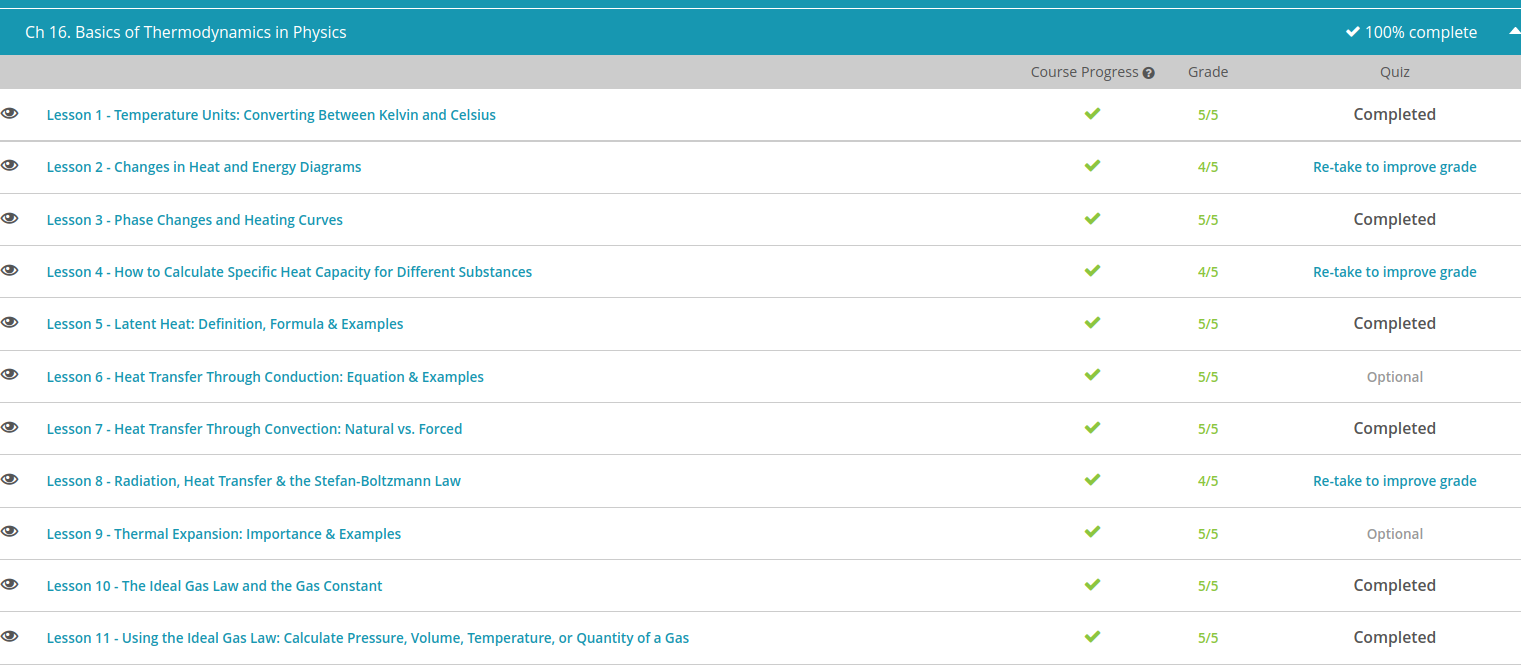 Ch 16. Basics of Thermodynamics in Physics 100% complete
Course Progress Grade Quiz
Lesson 1 - Temperature Units: Converting Between Kelvin and Celsius 5/5 Completed
Lesson 2 - Changes in Heat and Energy Diagrams 4/5 Re-take to improve grade
Lesson 3 - Phase Changes and Heating Curves 5/5 Completed
Lesson 4 - How to Calculate Specific Heat Capacity for Different Substances 4/5 Re-take to improve grade
Lesson 5 - Latent Heat: Definition, Formula & Examples 5/5 Completed
Lesson 6 - Heat Transfer Through Conduction: Equation & Examples 5/5 Optional
Lesson 7 - Heat Transfer Through Convection: Natural vs. Forced 5/5 Completed
Lesson 8 - Radiation, Heat Transfer & the Stefan-Boltzmann Law 4/5 Re-take to improve grade
Lesson 9 - Thermal Expansion: Importance & Examples 5/5 Optional
Lesson 10 - The Ideal Gas Law and the Gas Constant 5/5 Completed
Lesson 11 - Using the Ideal Gas Law: Calculate Pressure, Volume, Temperature, or Quantity of a Gas 5/5 Completed